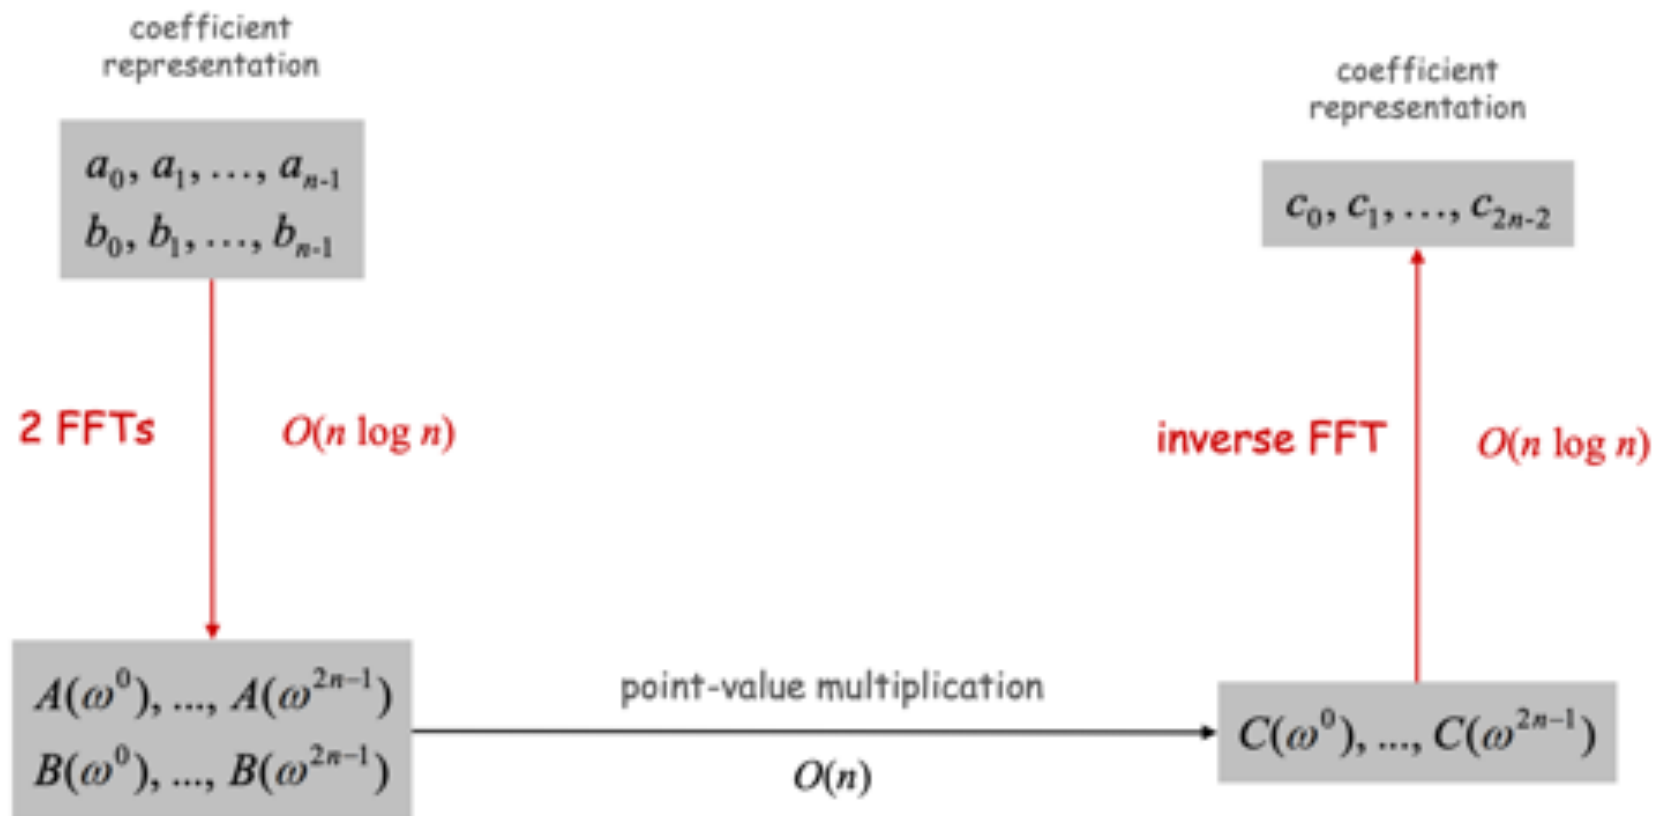 coefficient
representation
a₀, a₁, ..., aₙ₋₁
b₀, b₁, ..., bₙ₋₁
2 FFTs
O(n log n)
A(ω⁰), ..., A(ω²ⁿ⁻¹)
B(ω⁰), ..., B(ω²ⁿ⁻¹)
point-value multiplication
O(n)
coefficient
representation
c₀, c₁, ..., c₂ₙ₋₂
inverse FFT
O(n log n)
C(ω⁰), ..., C(ω²ⁿ⁻¹)